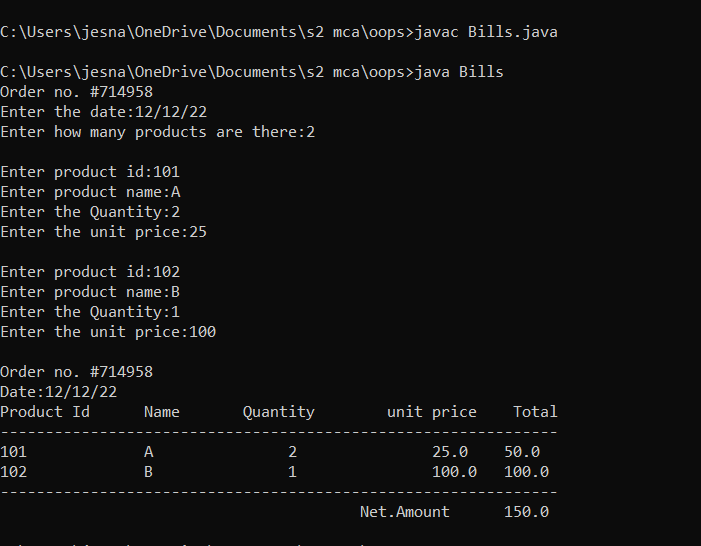 C:\Users\jesna\OneDrive\Documents\s2 mca\oops>javac Bills.java
C:\Users\jesna\OneDrive\Documents\s2 mca\oops>java Bills
Order no. #714958
Enter the date:12/12/22
Enter how many products are there:2
Enter product id:101
Enter product name:A
Enter the Quantity:2
Enter the unit price:25
Enter product id:102
Enter product name:B
Enter the Quantity:1
Enter the unit price:100
Order no. #714958
Date:12/12/22
Product Id      Name       Quantity        unit price    Total
--------------------------------------------------------------
101             A               2               25.0    50.0
102             B               1               100.0   100.0
--------------------------------------------------------------
                                        Net.Amount      150.0